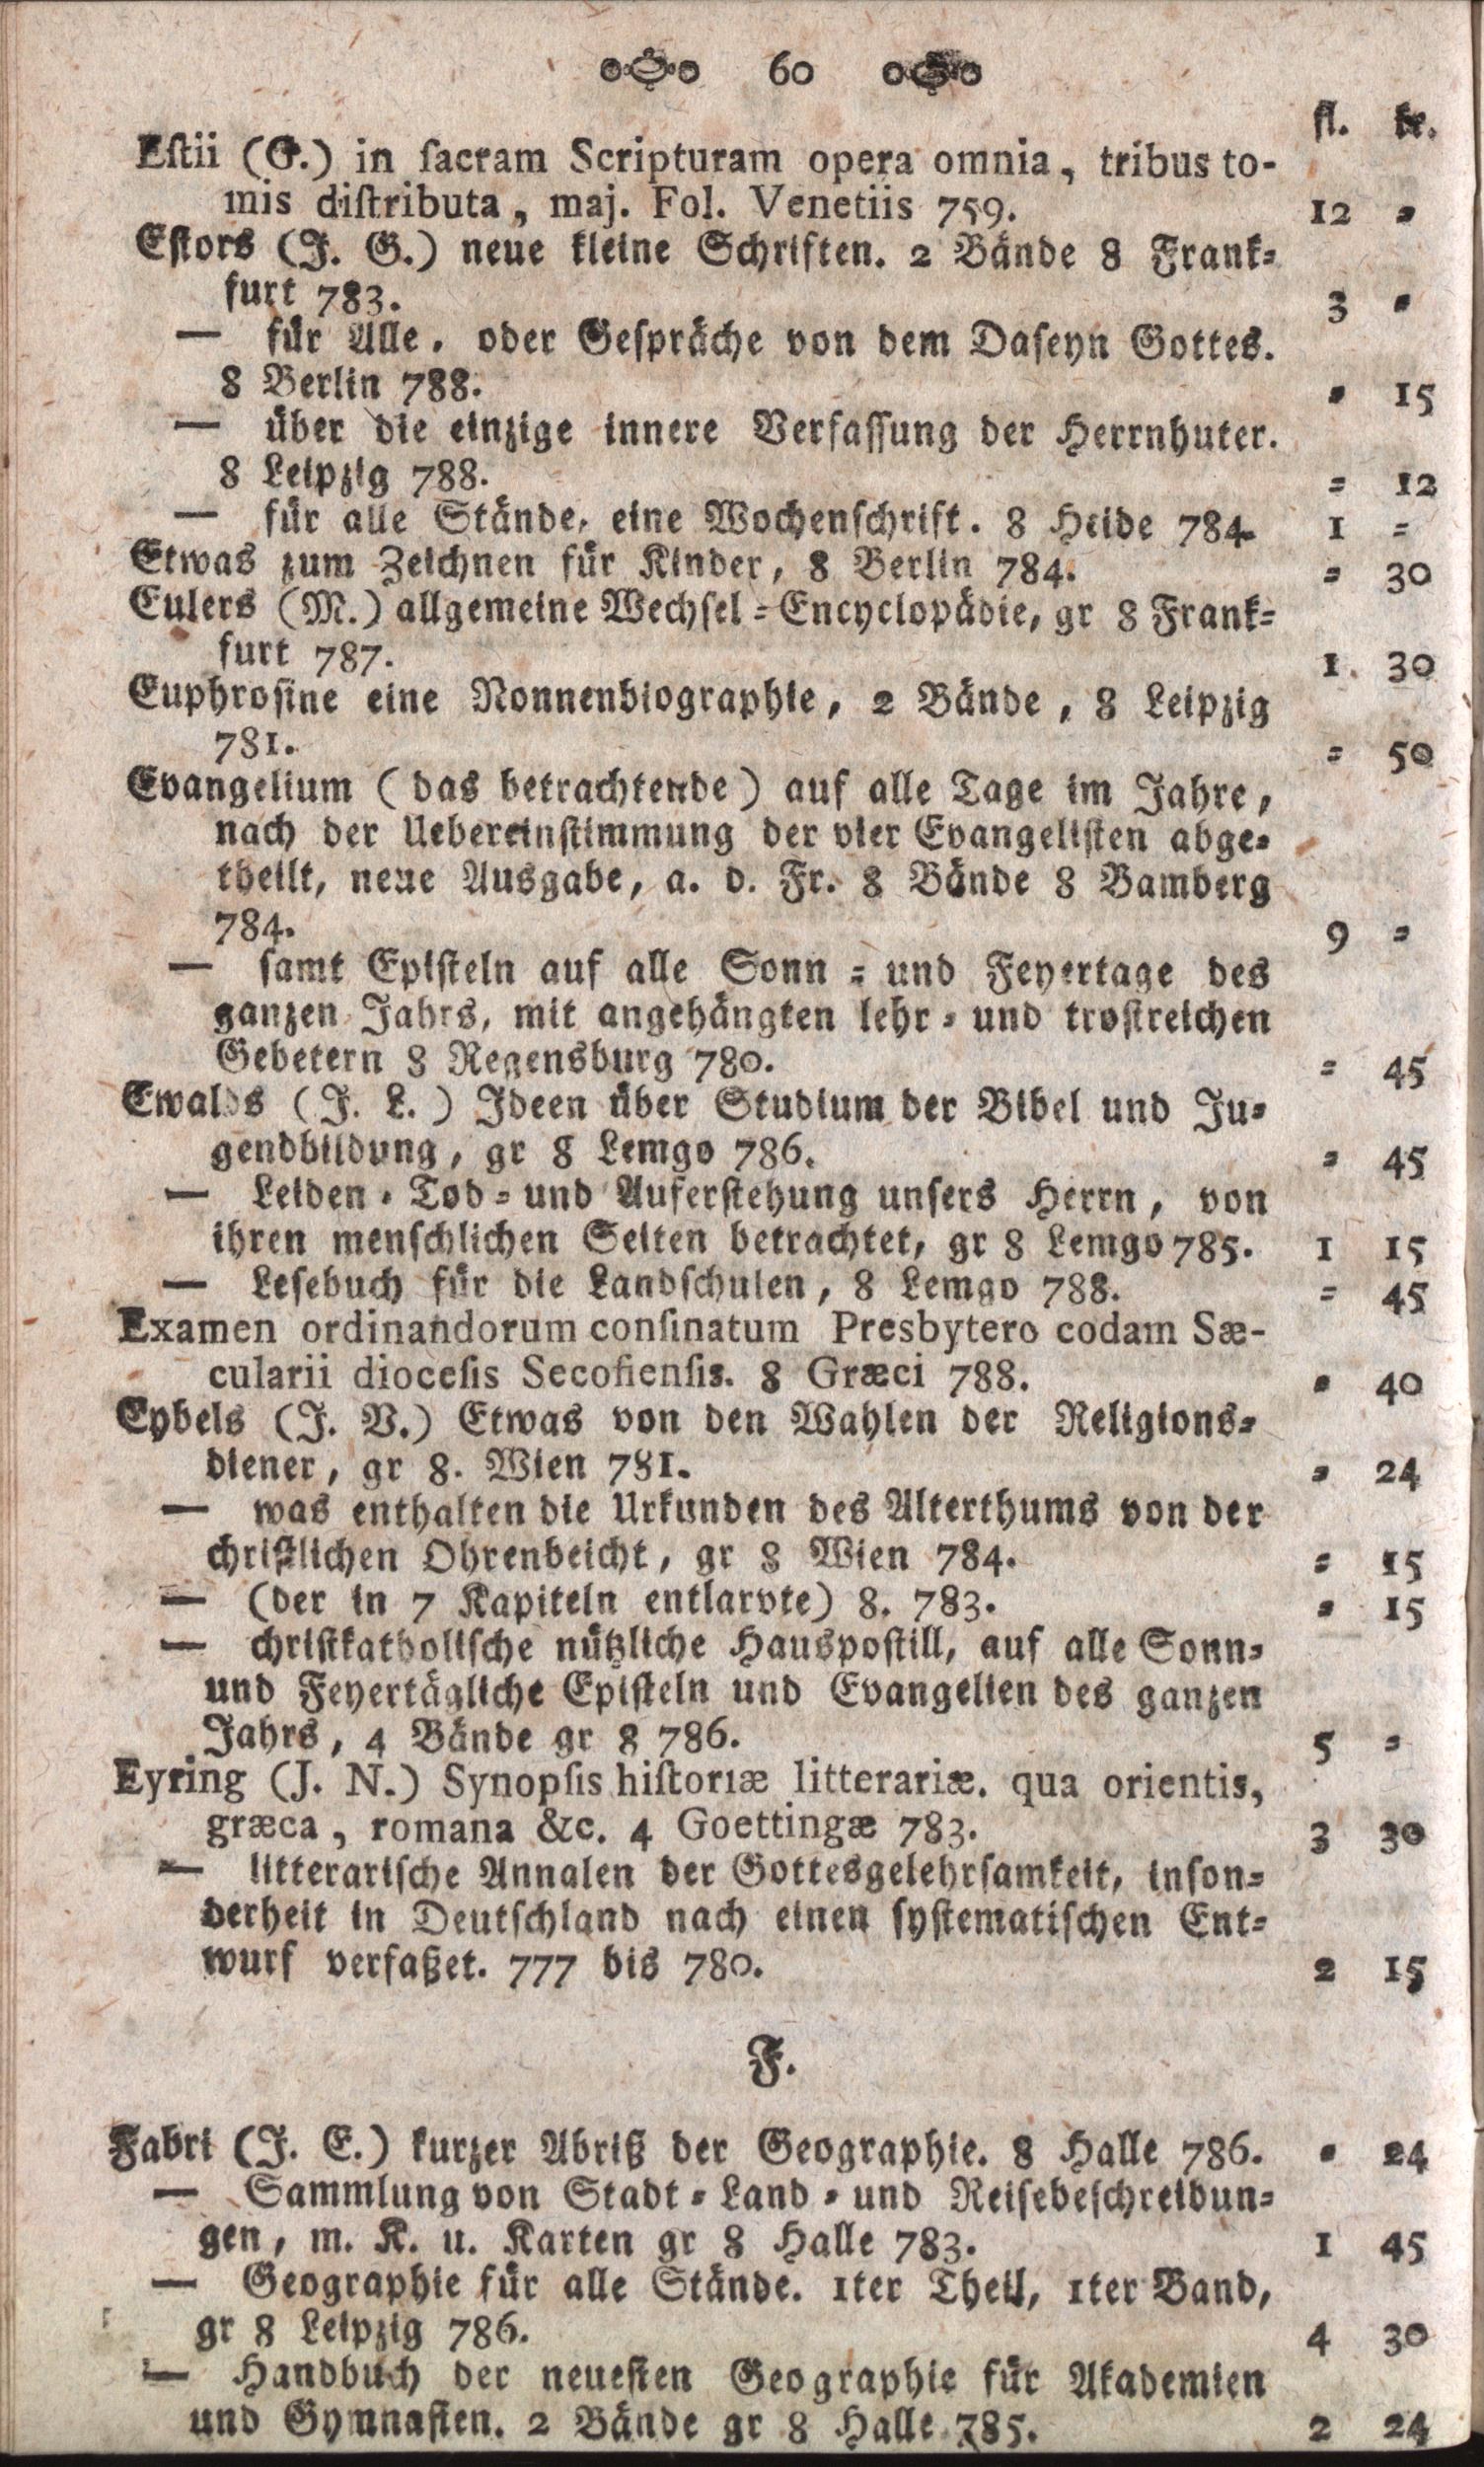 60
fl. kr.
Eſtii (G.) in ſacram Scripturam opera omnia, tribus to-
mis diſtributa, maj. Fol. Venetiis 759. 12 =
Eſtors (J. G.) neue kleine Schriften. 2 Bände 8 Frank=
furt 783. 3 =
— für Alle, oder Geſpräche von dem Daſeyn Gottes.
8 Berlin 788. = 15
— über die einzige innere Verfaſſung der Herrnhuter.
8 Leipzig 788. = 12
— für alle Stände, eine Wochenſchrift. 8 Heide 784. 1 =
Etwas zum Zeichnen für Kinder, 8 Berlin 784. = 30
Eulers (M.) allgemeine Wechſel=Encyclopädie, gr 8 Frank=
furt 787. 1. 30
Euphroſine eine Nonnenbiographie, 2 Bände, 8 Leipzig
781. = 50
Evangelium (das betrachtende) auf alle Tage im Jahre,
nach der Uebereinſtimmung der vier Evangeliſten abge=
theilt, neue Ausgabe, a. d. Fr. 8 Bände 8 Bamberg
784. 9 =
— ſamt Epiſteln auf alle Sonn = und Feyertage des
ganzen Jahrs, mit angehängten lehr = und troſtreichen
Gebetern 8 Regensburg 780. = 45
Ewalds (J. L.) Ideen über Studium der Bibel und Ju=
gendbildung, gr 8 Lemgo 786. = 45
— Leiden = Tod = und Auferſtehung unſers Herrn, von
ihren menſchlichen Seiten betrachtet, gr 8 Lemgo 785. 1 15
— Leſebuch für die Landſchulen, 8 Lemgo 788. = 45
Examen ordinandorum conſinatum Presbytero codam Sæ-
cularii dioceſis Secofienſis. 8 Græci 788. = 40
Eybels (J. V.) Etwas von den Wahlen der Religions=
diener, gr 8. Wien 781. = 24
— was enthalten die Urkunden des Alterthums von der
chriſtlichen Ohrenbeicht, gr 8 Wien 784. = 15
— (der in 7 Kapiteln entlarvte) 8. 783. = 15
— chriſtkatholiſche nützliche Hauspoſtill, auf alle Sonn=
und Feyertägliche Epiſteln und Evangelien des ganzen
Jahrs, 4 Bände gr 8 786. 5 =
Eyring (J. N.) Synopſis hiſtoriæ litterariæ. qua orientis,
græca, romana &c. 4 Goettingæ 783. 3 30
— litterariſche Annalen der Gottesgelehrſamkeit, inſon=
derheit in Deutſchland nach einen ſyſtematiſchen Ent=
wurf verfaßet. 777 bis 780. 2 15
F.
Fabri (J. E.) kurzer Abriß der Geographie. 8 Halle 786. = 24
— Sammlung von Stadt = Land = und Reiſebeſchreibun=
gen, m. K. u. Karten gr 8 Halle 783. 1 45
— Geographie für alle Stände. 1ter Theil, 1ter Band,
gr 8 Leipzig 786. 4 30
— Handbuch der neueſten Geographie für Akademien
und Gymnaſien. 2 Bände gr 8 Halle 785. 2 24